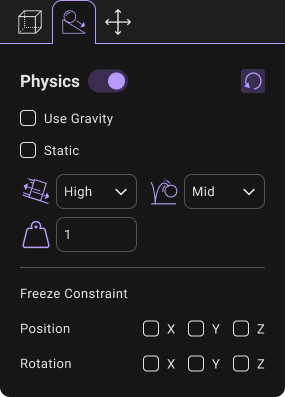 Physics
Use Gravity
Static
High Mid
1
Freeze Constraint
Position X Y Z
Rotation X Y Z